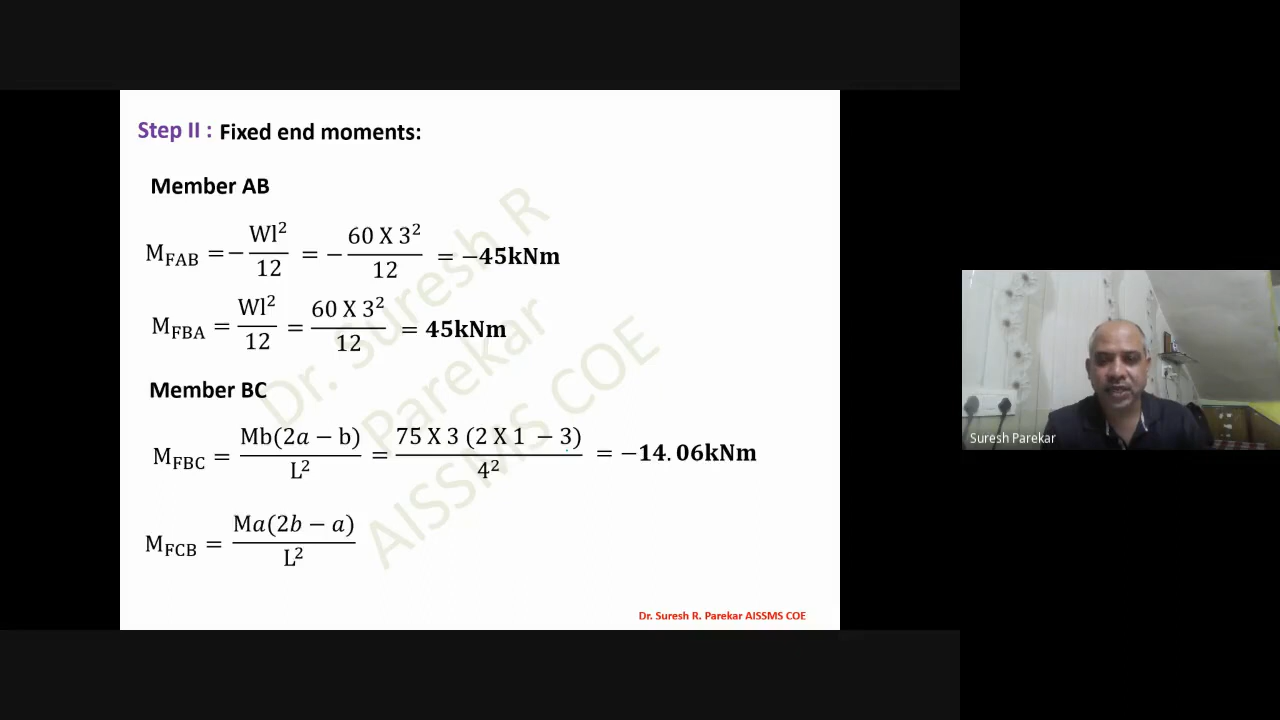 Step II : Fixed end moments:
Member AB
M_FAB = − Wl²/12 = − 60 X 3²/12 = −45kNm
M_FBA = Wl²/12 = 60 X 3²/12 = 45kNm
Member BC
M_FBC = Mb(2a − b)/L² = 75 X 3 (2 X 1 − 3)/4² = −14.06kNm
M_FCB = Ma(2b − a)/L²
Dr. Suresh R
Parekar
AISSMS COE
Dr. Suresh R. Parekar AISSMS COE
Suresh Parekar